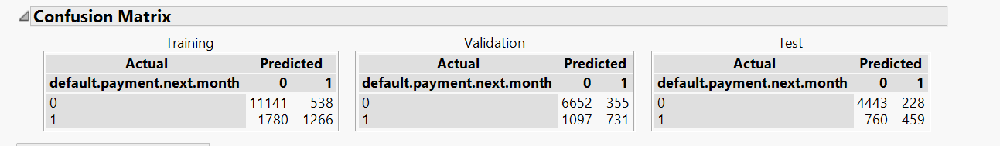 Confusion Matrix
Training Validation Test
Actual Predicted Actual Predicted Actual Predicted
default.payment.next.month 0 1 default.payment.next.month 0 1 default.payment.next.month 0 1
0 11141 538 0 6652 355 0 4443 228
1 1780 1266 1 1097 731 1 760 459